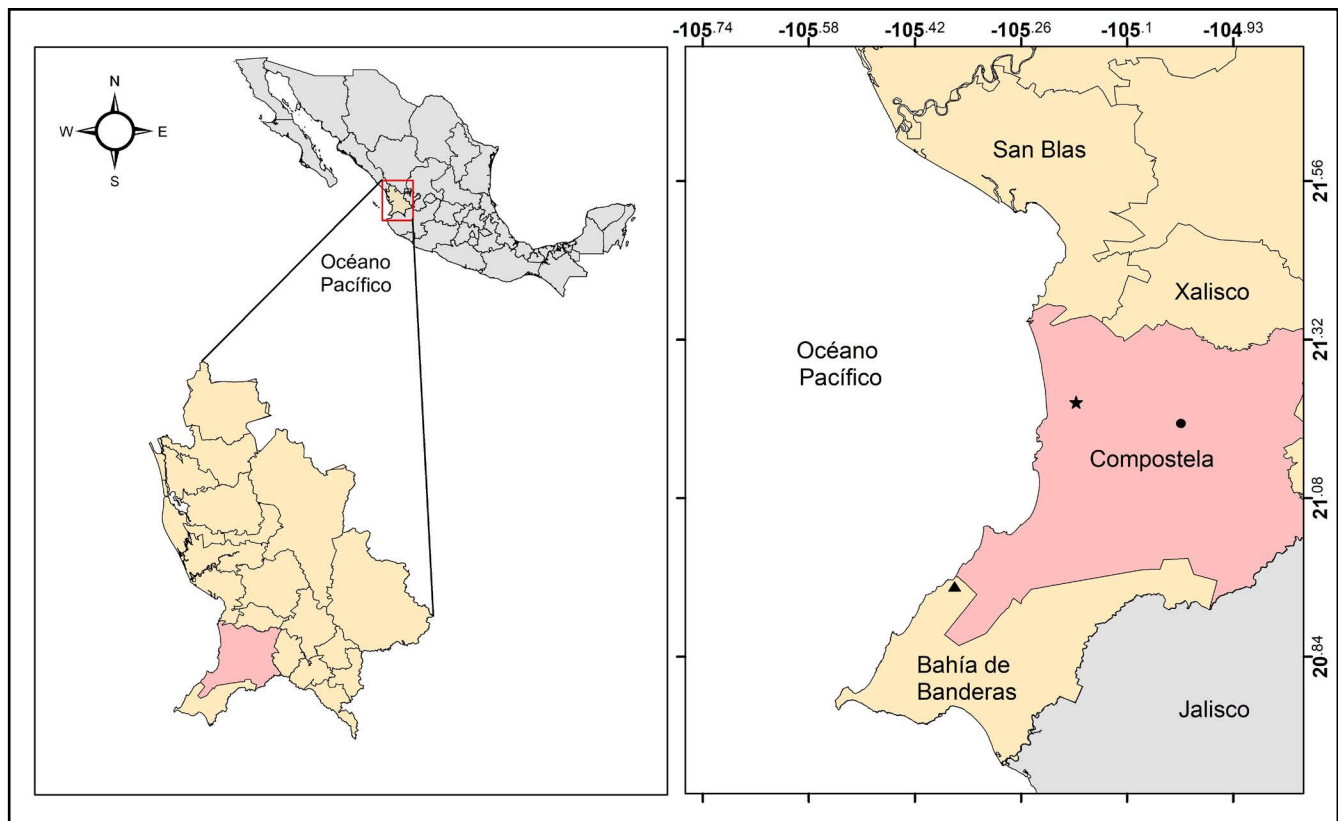 N
W E
S
Océano
Pacífico
-105.74 -105.58 -105.42 -105.26 -105.1 -104.93
San Blas
21.56
Xalisco
21.32
Océano
Pacífico
Compostela
21.08
20.84
Bahía de
Banderas
Jalisco